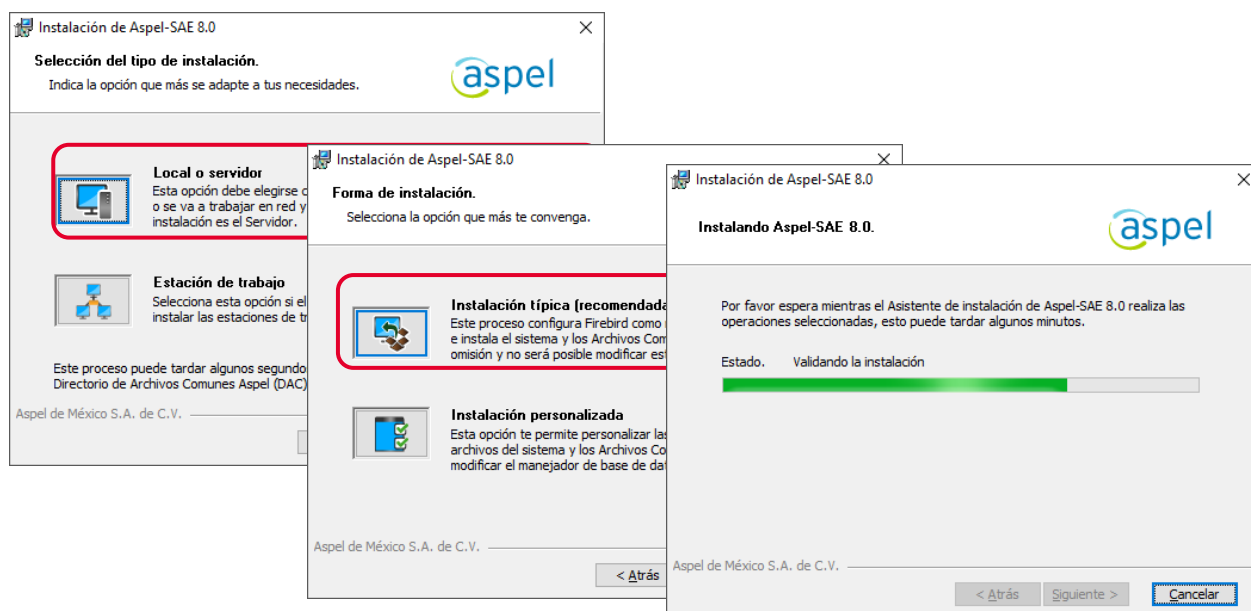 Instalación de Aspel-SAE 8.0
Selección del tipo de instalación.
Indica la opción que más se adapte a tus necesidades.
aspel
Local o servidor
Esta opción debe elegirse
o se va a trabajar en red y
instalación es el Servidor.
Estación de trabajo
Selecciona esta opción si el
instalar las estaciones de
Este proceso puede tardar algunos
Directorio de Archivos Comunes Aspel (DAC)
Aspel de México S.A. de C.V.
Instalación de Aspel-SAE 8.0
Forma de instalación.
Selecciona la opción que más te convenga.
Instalación típica
Este proceso configura Firebird como
e instala el sistema y los Archivos
omisión y no será posible modificar
Instalación personalizada
Esta opción te permite personalizar
archivos del sistema y los Archivos
modificar el manejador de base de
Aspel de México S.A. de C.V.
< Atrás
Instalación de Aspel-SAE 8.0
Instalando Aspel-SAE 8.0.
aspel
Por favor espera mientras el Asistente de instalación de Aspel-SAE 8.0 realiza las
operaciones seleccionadas, esto puede tardar algunos minutos.
Estado. Validando la instalación
Aspel de México S.A. de C.V.
< Atrás Siguiente > Cancelar